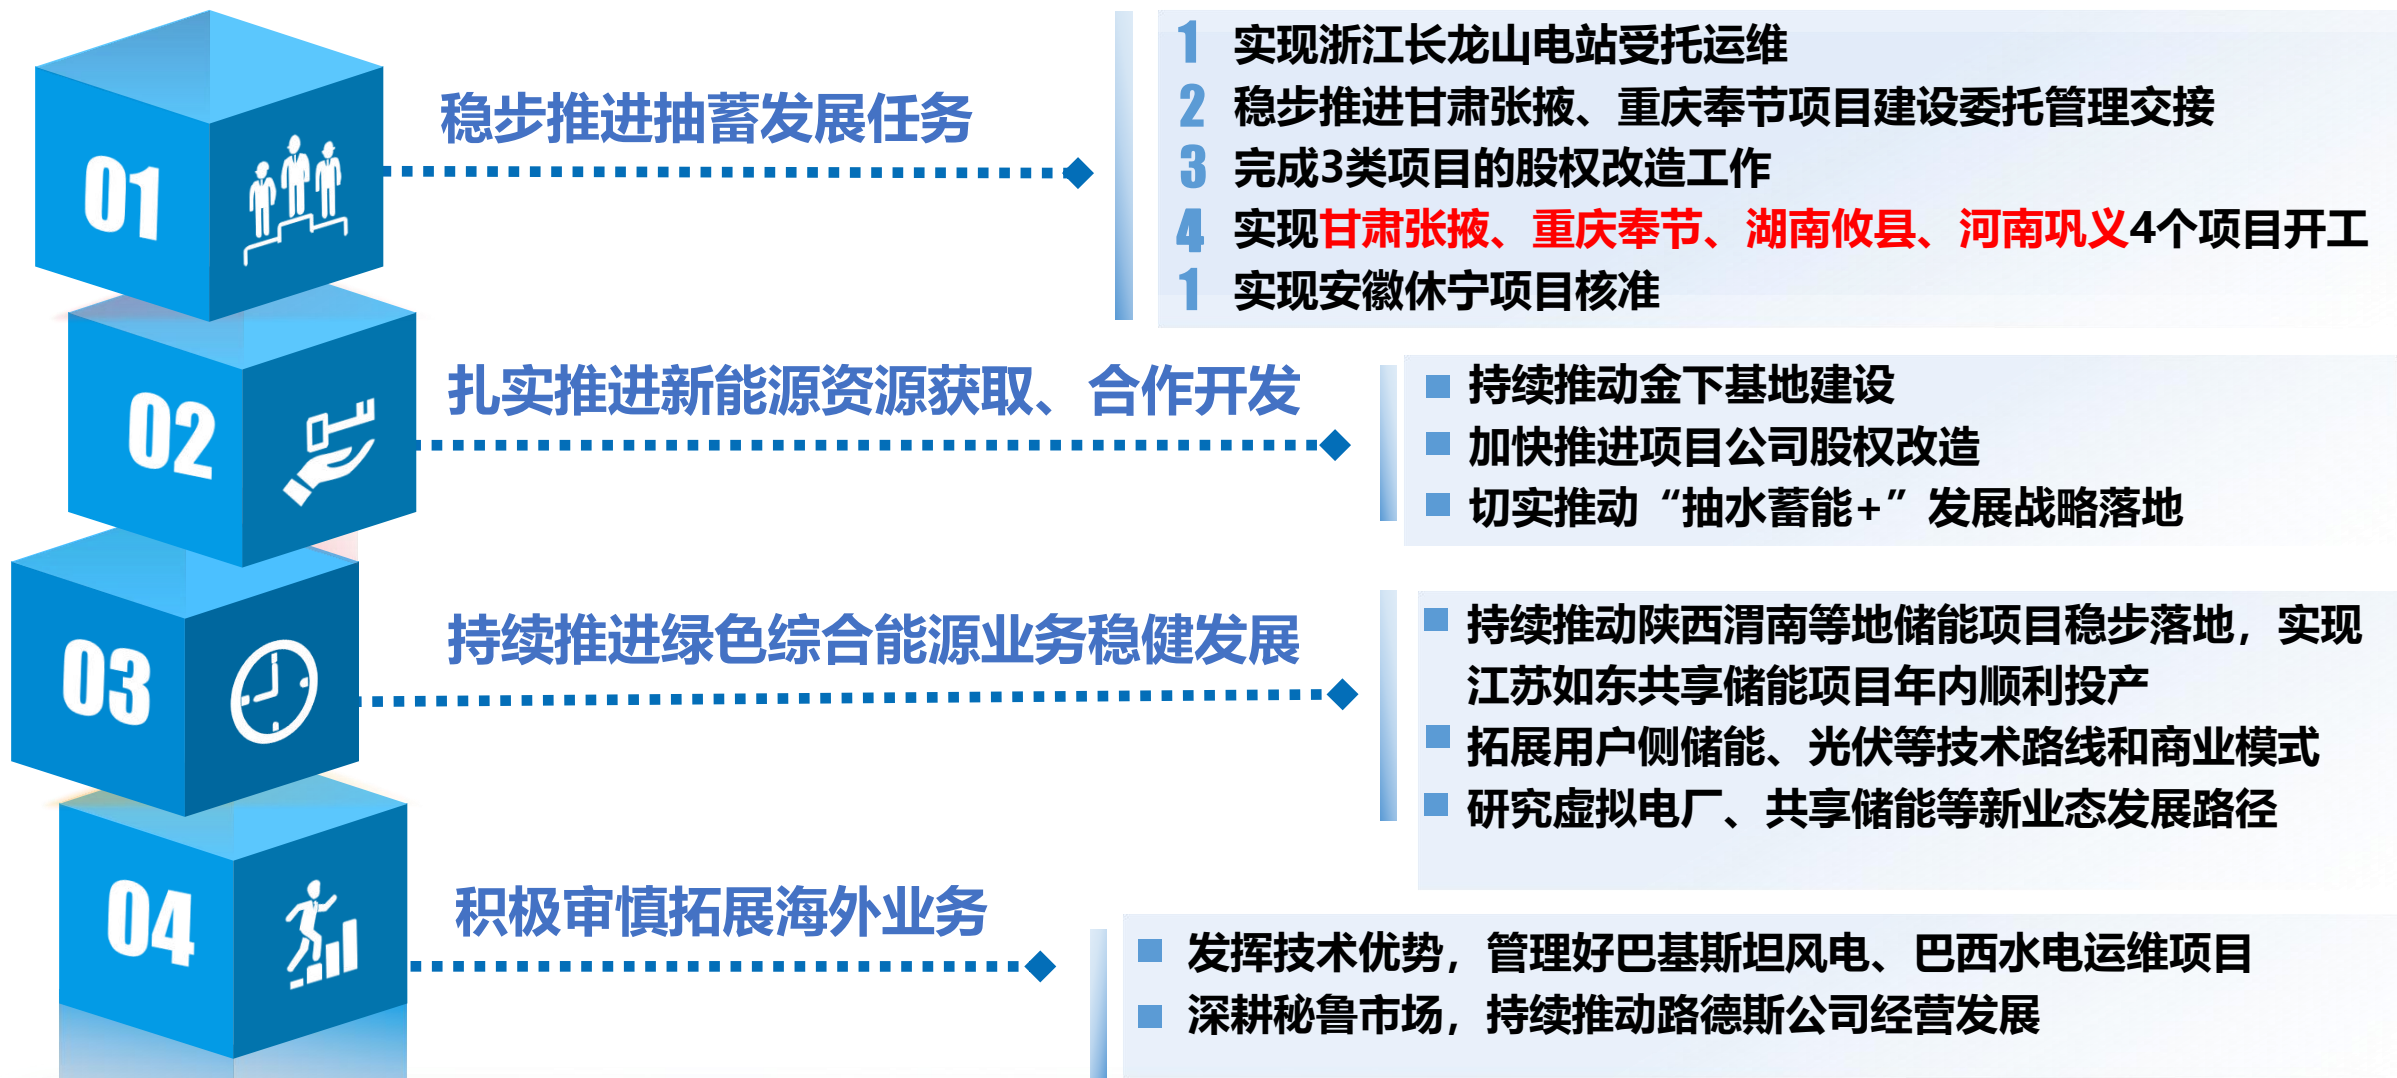 01
稳步推进抽蓄发展任务
1 实现浙江长龙山电站受托运维
2 稳步推进甘肃张掖、重庆奉节项目建设委托管理交接
3 完成3类项目的股权改造工作
4 实现甘肃张掖、重庆奉节、湖南攸县、河南巩义4个项目开工
1 实现安徽休宁项目核准
02
扎实推进新能源资源获取、合作开发
持续推动金下基地建设
加快推进项目公司股权改造
切实推动“抽水蓄能+”发展战略落地
03
持续推进绿色综合能源业务稳健发展
持续推动陕西渭南等地储能项目稳步落地，实现
江苏如东共享储能项目年内顺利投产
拓展用户侧储能、光伏等技术路线和商业模式
研究虚拟电厂、共享储能等新业态发展路径
04
积极审慎拓展海外业务
发挥技术优势，管理好巴基斯坦风电、巴西水电运维项目
深耕秘鲁市场，持续推动路德斯公司经营发展